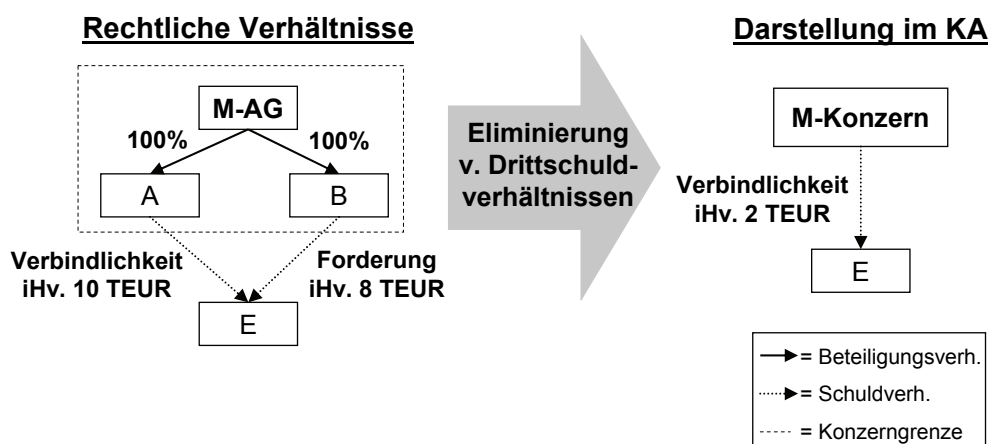 Rechtliche Verhältnisse
M-AG
100%
100%
A
B
Verbindlichkeit
iHv. 10 TEUR
Forderung
iHv. 8 TEUR
E
Eliminierung
v. Drittschuld-
verhältnissen
Darstellung im KA
M-Konzern
Verbindlichkeit
iHv. 2 TEUR
E
= Beteiligungsverh.
= Schuldverh.
= Konzerngrenze